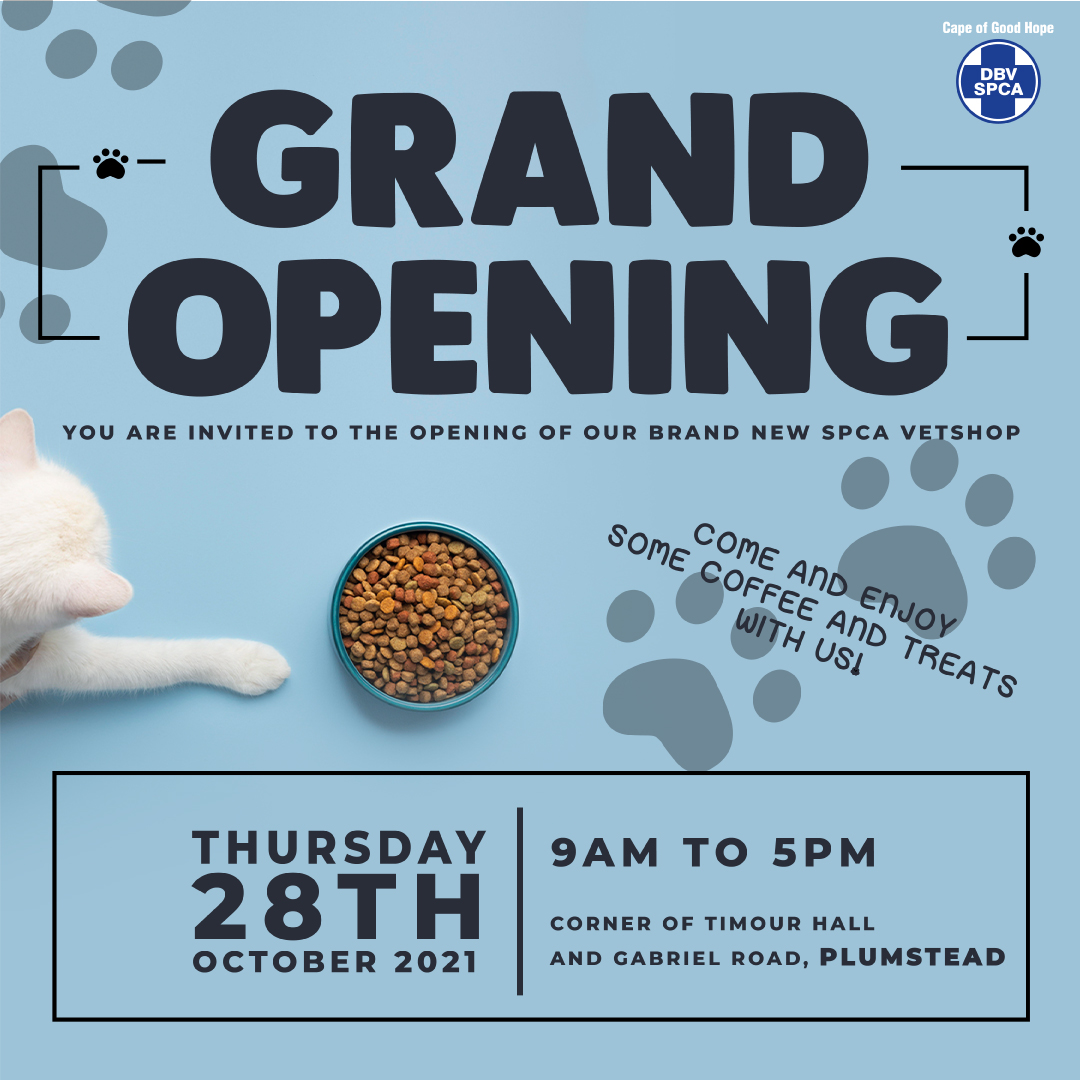 Cape of Good Hope
DBV
SPCA
GRAND
OPENING
YOU ARE INVITED TO THE OPENING OF OUR BRAND NEW SPCA VETSHOP
COME AND ENJOY
SOME COFFEE AND TREATS
WITH US!
THURSDAY
28TH
OCTOBER 2021
9AM TO 5PM
CORNER OF TIMOUR HALL
AND GABRIEL ROAD, PLUMSTEAD